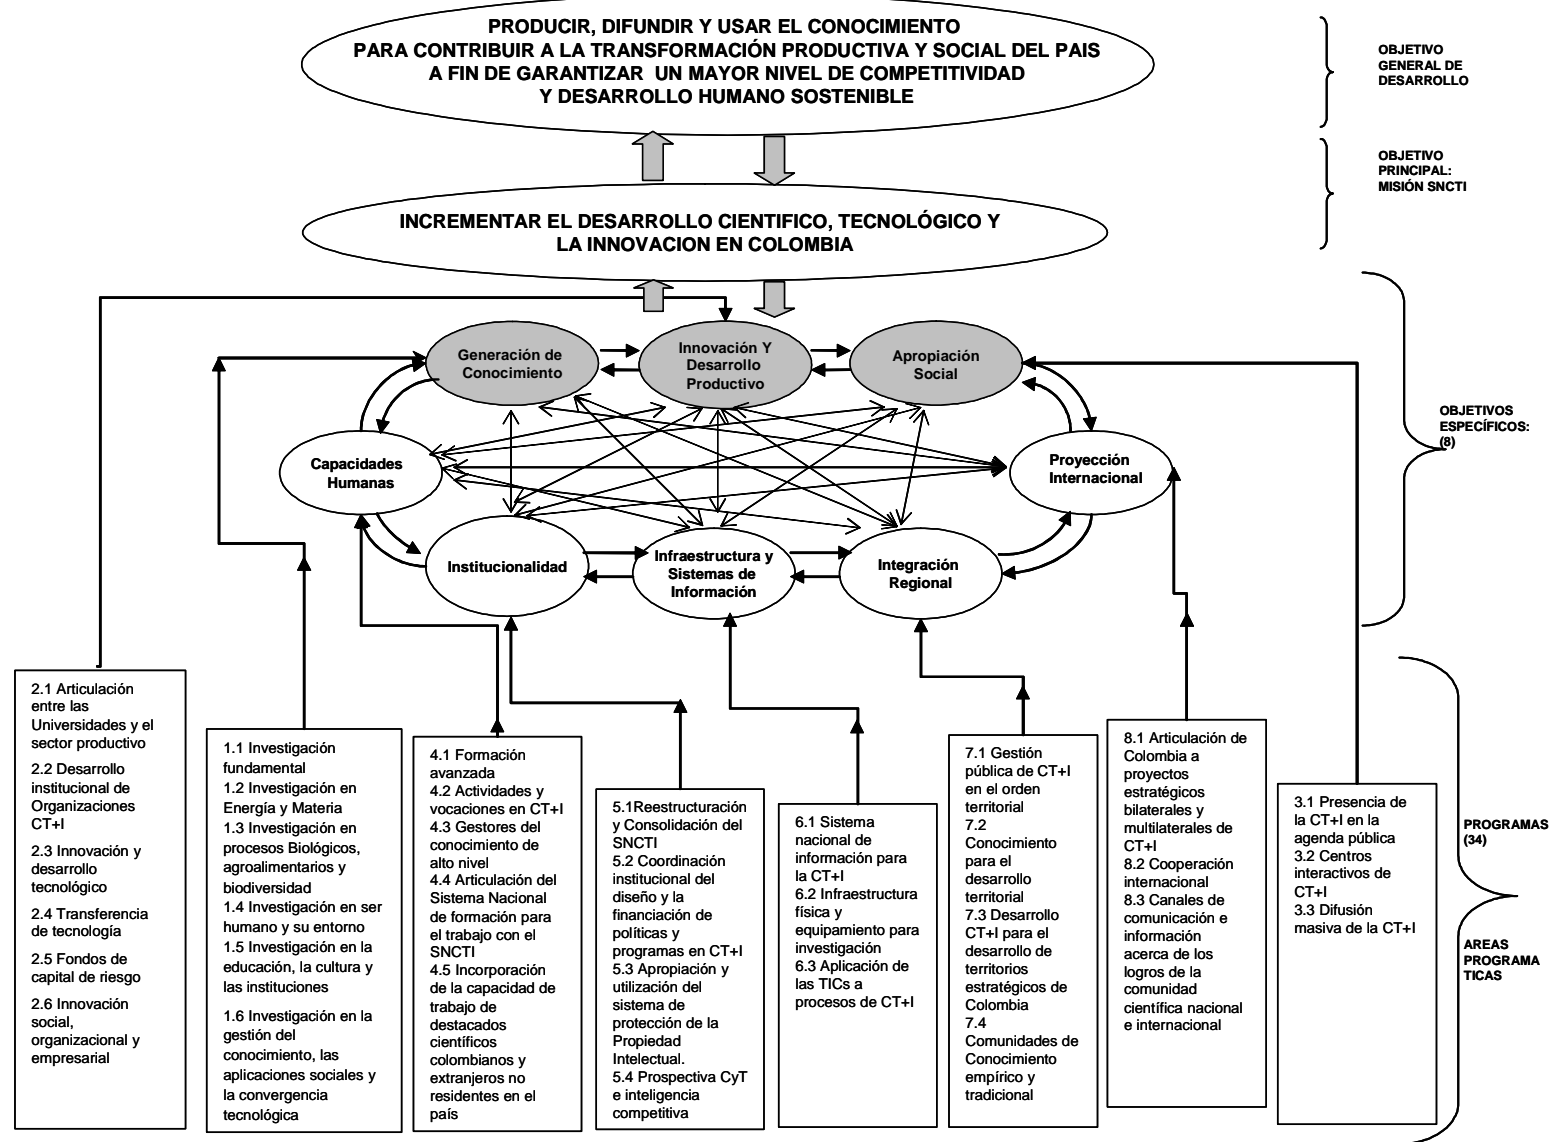 PRODUCIR, DIFUNDIR Y USAR EL CONOCIMIENTO
PARA CONTRIBUIR A LA TRANSFORMACIÓN PRODUCTIVA Y SOCIAL DEL PAIS
A FIN DE GARANTIZAR UN MAYOR NIVEL DE COMPETITIVIDAD
Y DESARROLLO HUMANO SOSTENIBLE
OBJETIVO
GENERAL DE
DESARROLLO
OBJETIVO
PRINCIPAL:
MISIÓN SNCTI
INCREMENTAR EL DESARROLLO CIENTIFICO, TECNOLÓGICO Y
LA INNOVACION EN COLOMBIA
Generación de
Conocimiento
Innovación Y
Desarrollo
Productivo
Apropiación
Social
OBJETIVOS
ESPECÍFICOS:
(8)
Capacidades
Humanas
Proyección
Internacional
Institucionalidad
Infraestructura y
Sistemas de
Información
Integración
Regional
2.1 Articulación
entre las
Universidades y el
sector productivo
2.2 Desarrollo
institucional de
Organizaciones
CT+I
2.3 Innovación y
desarrollo
tecnológico
2.4 Transferencia
de tecnología
2.5 Fondos de
capital de riesgo
2.6 Innovación
social,
organizacional y
empresarial
1.1 Investigación
fundamental
1.2 Investigación en
Energía y Materia
1.3 Investigación en
procesos Biológicos,
agroalimentarios y
biodiversidad
1.4 Investigación en ser
humano y su entorno
1.5 Investigación en la
educación, la cultura y
las instituciones
1.6 Investigación en la
gestión del
conocimiento, las
aplicaciones sociales y
la convergencia
tecnológica
4.1 Formación
avanzada
4.2 Actividades y
vocaciones en CT+I
4.3 Gestores del
conocimiento de
alto nivel
4.4 Articulación del
Sistema Nacional
de formación para
el trabajo con el
SNCTI
4.5 Incorporación
de la capacidad de
trabajo de
destacados
científicos
colombianos y
extranjeros no
residentes en el
país
5.1Reestructuración
y Consolidación del
SNCTI
5.2 Coordinación
institucional del
diseño y la
financiación de
políticas y
programas en CT+I
5.3 Apropiación y
utilización del
sistema de
protección de la
Propiedad
Intelectual.
5.4 Prospectiva CyT
e inteligencia
competitiva
6.1 Sistema
nacional de
información para
la CT+I
6.2 Infraestructura
física y
equipamiento para
investigación
6.3 Aplicación de
las TICs a
procesos de CT+I
7.1 Gestión
pública de CT+I
en el orden
territorial
7.2
Conocimiento
para el
desarrollo
territorial
7.3 Desarrollo
CT+I para el
desarrollo de
territorios
estratégicos de
Colombia
7.4
Comunidades de
Conocimiento
empírico y
tradicional
8.1 Articulación de
Colombia a
proyectos
estratégicos
bilaterales y
multilaterales de
CT+I
8.2 Cooperación
internacional
8.3 Canales de
comunicación e
información
acerca de los
logros de la
comunidad
científica nacional
e internacional
3.1 Presencia de
la CT+I en la
agenda pública
3.2 Centros
interactivos de
CT+I
3.3 Difusión
masiva de la CT+I
PROGRAMAS
(34)
AREAS
PROGRAMA
TICAS